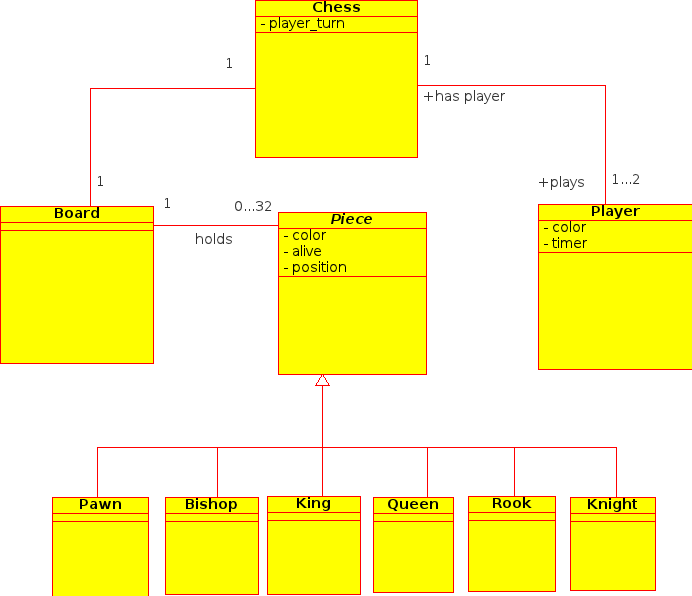 Chess
- player_turn
1
1
+has player
1
1
0...32
+plays
1...2
Board
holds
Piece
- color
- alive
- position
Player
- color
- timer
Pawn
Bishop
King
Queen
Rook
Knight